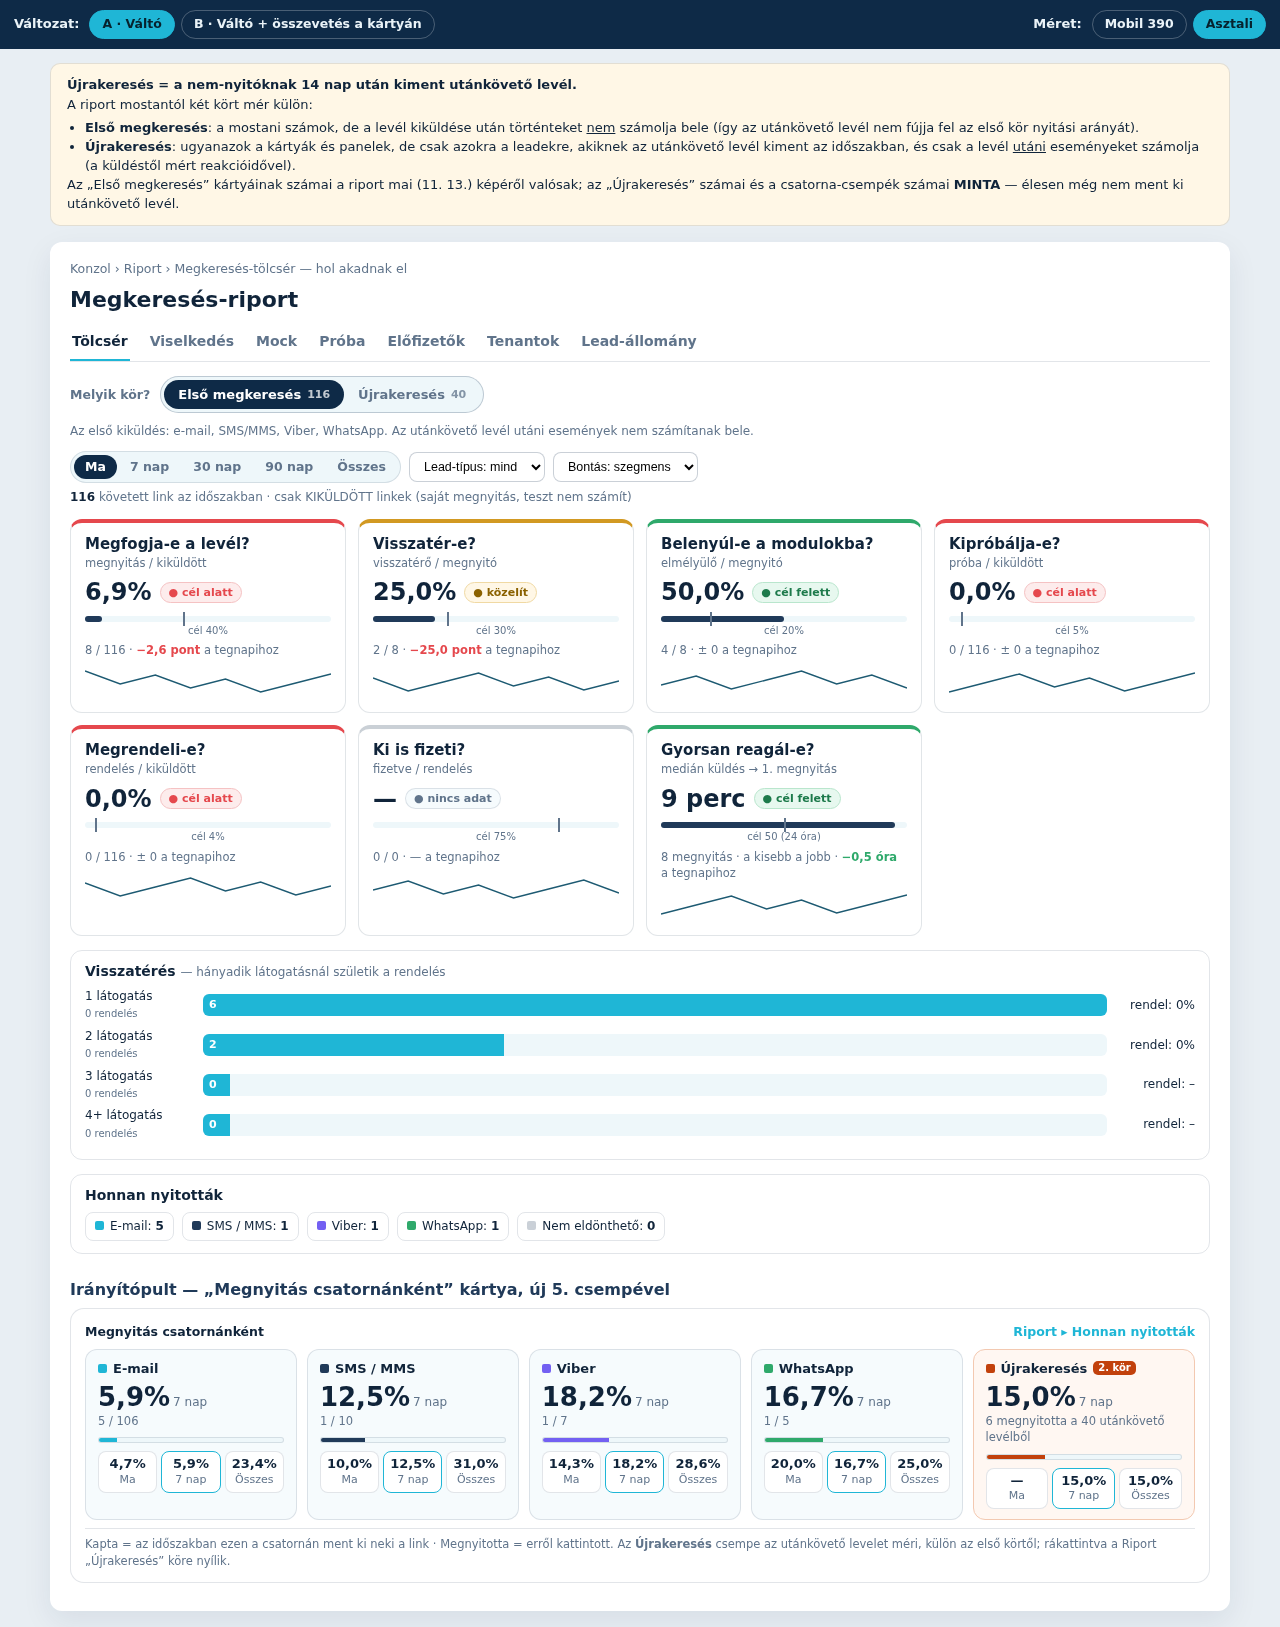 Változat: A · Váltó B · Váltó + összevetés a kártyán Méret: Mobil 390 Asztali
Újrakeresés = a nem-nyitóknak 14 nap után kiment utánkövető levél.
A riport mostantól két kört mér külön:
• Első megkeresés: a mostani számok, de a levél kiküldése után történteket nem számolja bele (így az utánkövető levél nem fújja fel az első kör nyitási arányát).
• Újrakeresés: ugyanazok a kártyák és panelek, de csak azokra a leadekre, akiknek az utánkövető levél kiment az időszakban, és csak a levél utáni eseményeket számolja
(a küldéstől mért reakcióidővel).
Az „Első megkeresés” kártyáinak számai a riport mai (11. 13.) képéről valósak; az „Újrakeresés” számai és a csatorna-csempék számai MINTA — élesen még nem ment ki
utánkövető levél.
Konzol › Riport › Megkeresés-tölcsér — hol akadnak el
Megkeresés-riport
Tölcsér Viselkedés Mock Próba Előfizetők Tenantok Lead-állomány
Melyik kör? Első megkeresés 116 Újrakeresés 40
Az első kiküldés: e-mail, SMS/MMS, Viber, WhatsApp. Az utánkövető levél utáni események nem számítanak bele.
Ma 7 nap 30 nap 90 nap Összes Lead-típus: mind Bontás: szegmens
116 követett link az időszakban · csak KIKÜLDÖTT linkek (saját megnyitás, teszt nem számít)
Megfogja-e a levél?
megnyitás / kiküldött
6,9% ● cél alatt
cél 40%
8 / 116 · −2,6 pont a tegnapihoz
Visszatér-e?
visszatérő / megnyitó
25,0% ● közelít
cél 30%
2 / 8 · −25,0 pont a tegnapihoz
Belenyúl-e a modulokba?
elmélyülő / megnyitó
50,0% ● cél felett
cél 20%
4 / 8 · ± 0 a tegnapihoz
Kipróbálja-e?
próba / kiküldött
0,0% ● cél alatt
cél 5%
0 / 116 · ± 0 a tegnapihoz
Megrendeli-e?
rendelés / kiküldött
0,0% ● cél alatt
cél 4%
0 / 116 · ± 0 a tegnapihoz
Ki is fizeti?
fizetve / rendelés
— ● nincs adat
cél 75%
0 / 0 · — a tegnapihoz
Gyorsan reagál-e?
medián küldés → 1. megnyitás
9 perc ● cél felett
cél 50 (24 óra)
8 megnyitás · a kisebb a jobb · −0,5 óra
a tegnapihoz
Visszatérés — hányadik látogatásnál születik a rendelés
1 látogatás
0 rendelés
6 rendel: 0%
2 látogatás
0 rendelés
2 rendel: 0%
3 látogatás
0 rendelés
0 rendel: –
4+ látogatás
0 rendelés
0 rendel: –
Honnan nyitották
E-mail: 5 SMS / MMS: 1 Viber: 1 WhatsApp: 1 Nem eldönthető: 0
Irányítópult — „Megnyitás csatornánként” kártya, új 5. csempével
Megnyitás csatornánként Riport ▸ Honnan nyitották
E-mail
5,9% 7 nap
5 / 106
4,7% 5,9% 23,4%
Ma 7 nap Összes
SMS / MMS
12,5% 7 nap
1 / 10
10,0% 12,5% 31,0%
Ma 7 nap Összes
Viber
18,2% 7 nap
1 / 7
14,3% 18,2% 28,6%
Ma 7 nap Összes
WhatsApp
16,7% 7 nap
1 / 5
20,0% 16,7% 25,0%
Ma 7 nap Összes
Újrakeresés 2. kör
15,0% 7 nap
6 megnyitotta a 40 utánkövető
levélből
— 15,0% 15,0%
Ma 7 nap Összes
Kapta = az időszakban ezen a csatornán ment ki neki a link · Megnyitotta = erről kattintott. Az Újrakeresés csempe az utánkövető levelet méri, külön az első körtől; rákattintva a Riport
„Újrakeresés” köre nyílik.